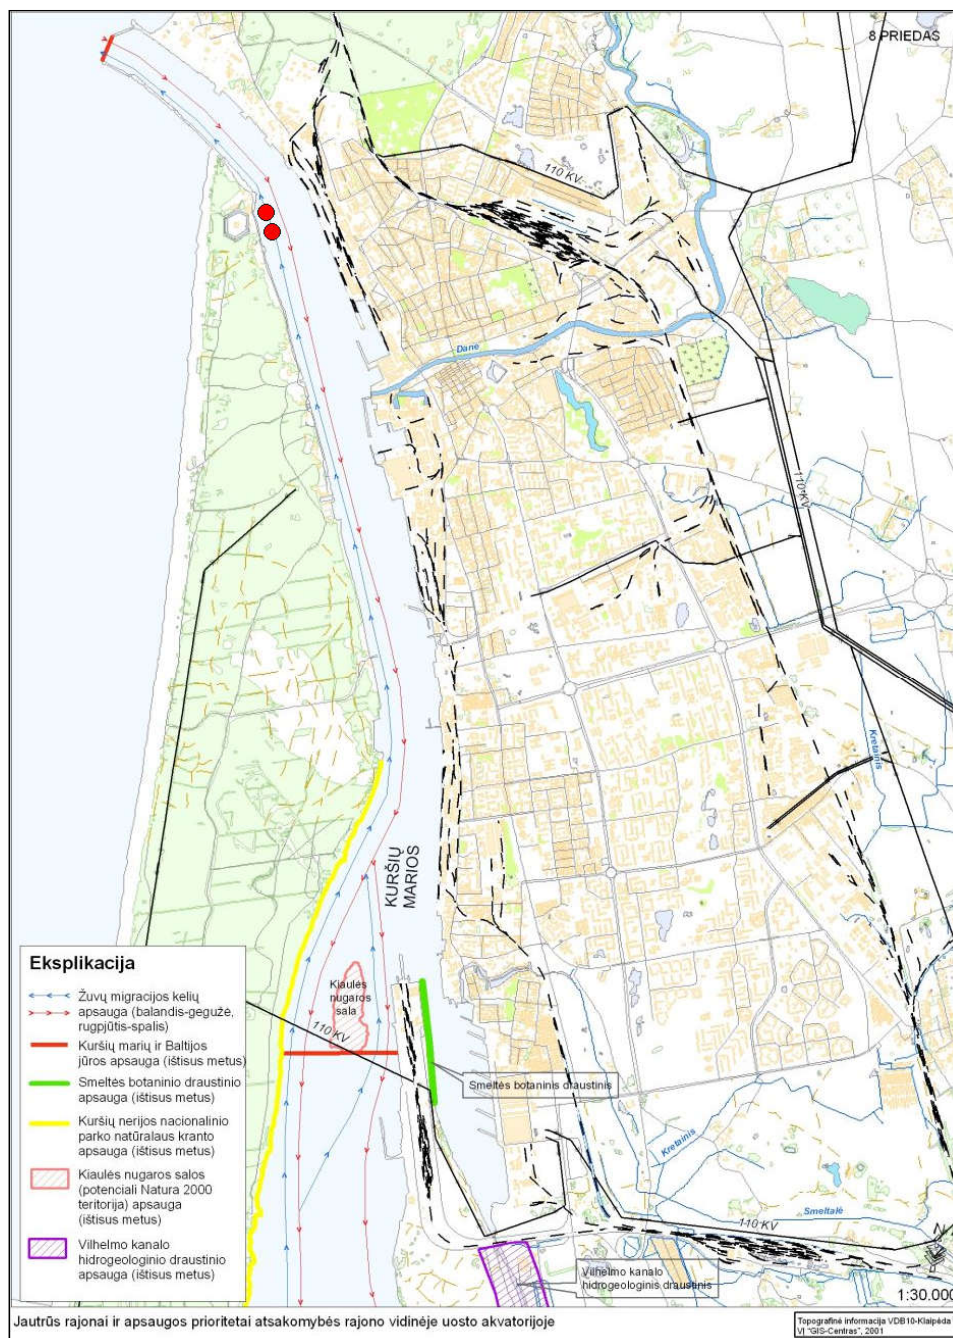 8 PRIEDAS
110 KV
Danė
110 KV
Kretainis
KURŠIŲ
MARIOS
Kiaulės
nugaros
sala
110 KV
Smeltės botaninis draustinis
Kretainis
Smeltalė
110 KV
Vilhelmo kanalo
hidrogeologinis draustinis
N
1:30.000
Eksplikacija
Žuvų migracijos kelių
apsauga (balandis-gegužė,
rugpjūtis-spalis)
Kuršių marių ir Baltijos
jūros apsauga (ištisus metus)
Smeltės botaninio draustinio
apsauga (ištisus metus)
Kuršių nerijos nacionalinio
parko natūralaus kranto
apsauga (ištisus metus)
Kiaulės nugaros salos
(potenciali Natura 2000
teritorija) apsauga
(ištisus metus)
Vilhelmo kanalo
hidrogeologinio draustinio
apsauga (ištisus metus)
Jautrūs rajonai ir apsaugos prioritetai atsakomybės rajono vidinėje uosto akvatorijoje
Topografinė informacija VDB10-Klaipėda
VĮ "GIS-Centras", 2001